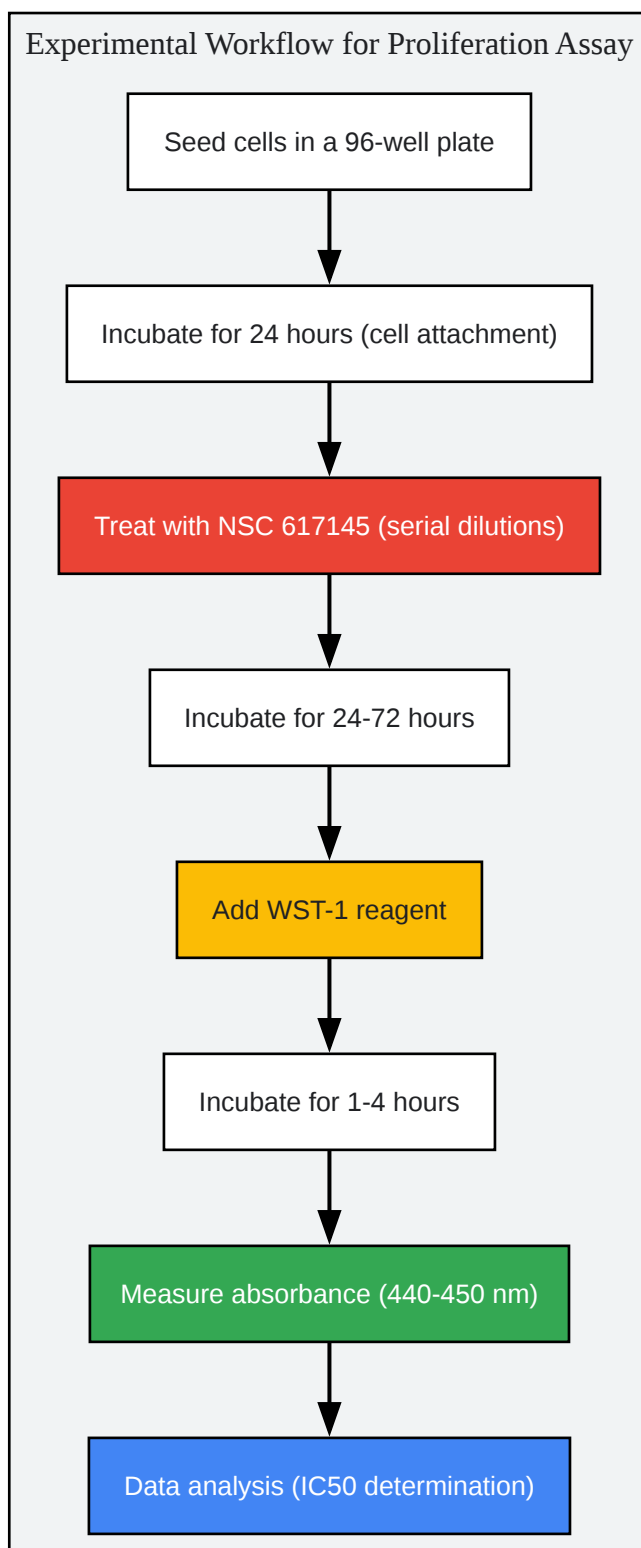 Experimental Workflow for Proliferation Assay
Seed cells in a 96-well plate
Incubate for 24 hours (cell attachment)
Treat with NSC 617145 (serial dilutions)
Incubate for 24-72 hours
Add WST-1 reagent
Incubate for 1-4 hours
Measure absorbance (440-450 nm)
Data analysis (IC50 determination)